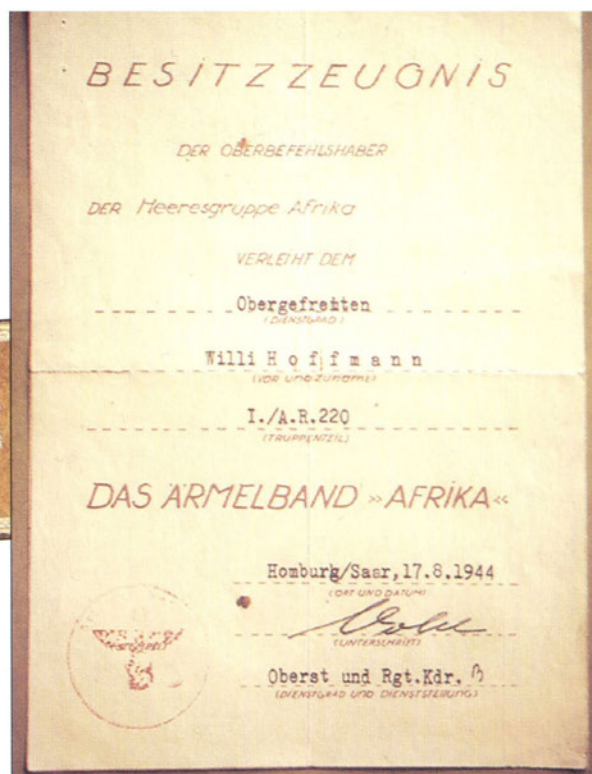 BESITZZEUGNIS
DER OBERBEFEHLSHABER
DER Heeresgruppe Afrika
VERLEIHT DEM
Obergefreiten
(DIENSTGRAD)
Willi Hoffmann
(VOR UND ZUNAME)
I./A.R.220
(TRUPPENTEIL)
DAS ÄRMELBAND »AFRIKA«
Homburg/Saar, 17.8.1944
(ORT UND DATUM)
(UNTERSCHRIFT)
Oberst und Rgt.Kdr.
(DIENSTGRAD UND DIENSTSTELLUNG)